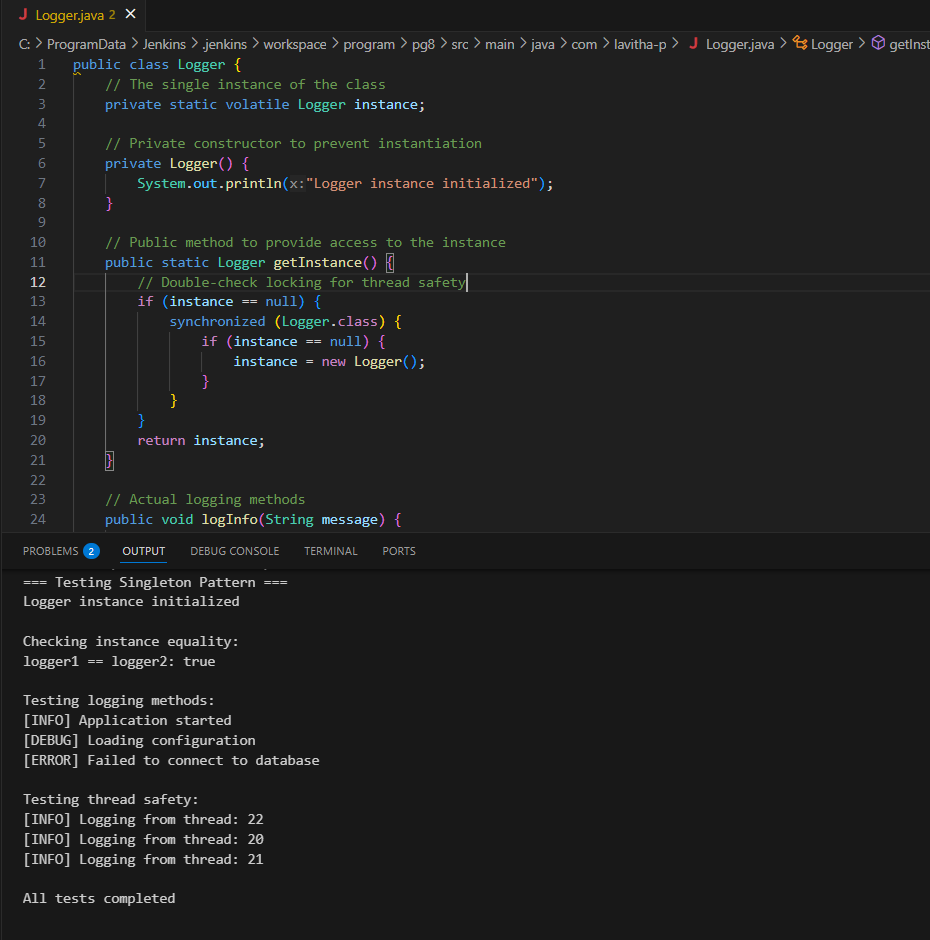 J Logger.java 2 ×
C: > ProgramData > Jenkins > .jenkins > workspace > program > pg8 > src > main > java > com > lavitha-p > J Logger.java > Logger > getInst
1 public class Logger {
2 // The single instance of the class
3 private static volatile Logger instance;
4
5 // Private constructor to prevent instantiation
6 private Logger() {
7 System.out.println(x:"Logger instance initialized");
8 }
9
10 // Public method to provide access to the instance
11 public static Logger getInstance() {
12 // Double-check locking for thread safety
13 if (instance == null) {
14 synchronized (Logger.class) {
15 if (instance == null) {
16 instance = new Logger();
17 }
18 }
19 }
20 return instance;
21 }
22
23 // Actual logging methods
24 public void logInfo(String message) {
PROBLEMS 2 OUTPUT DEBUG CONSOLE TERMINAL PORTS
=== Testing Singleton Pattern ===
Logger instance initialized
Checking instance equality:
logger1 == logger2: true
Testing logging methods:
[INFO] Application started
[DEBUG] Loading configuration
[ERROR] Failed to connect to database
Testing thread safety:
[INFO] Logging from thread: 22
[INFO] Logging from thread: 20
[INFO] Logging from thread: 21
All tests completed